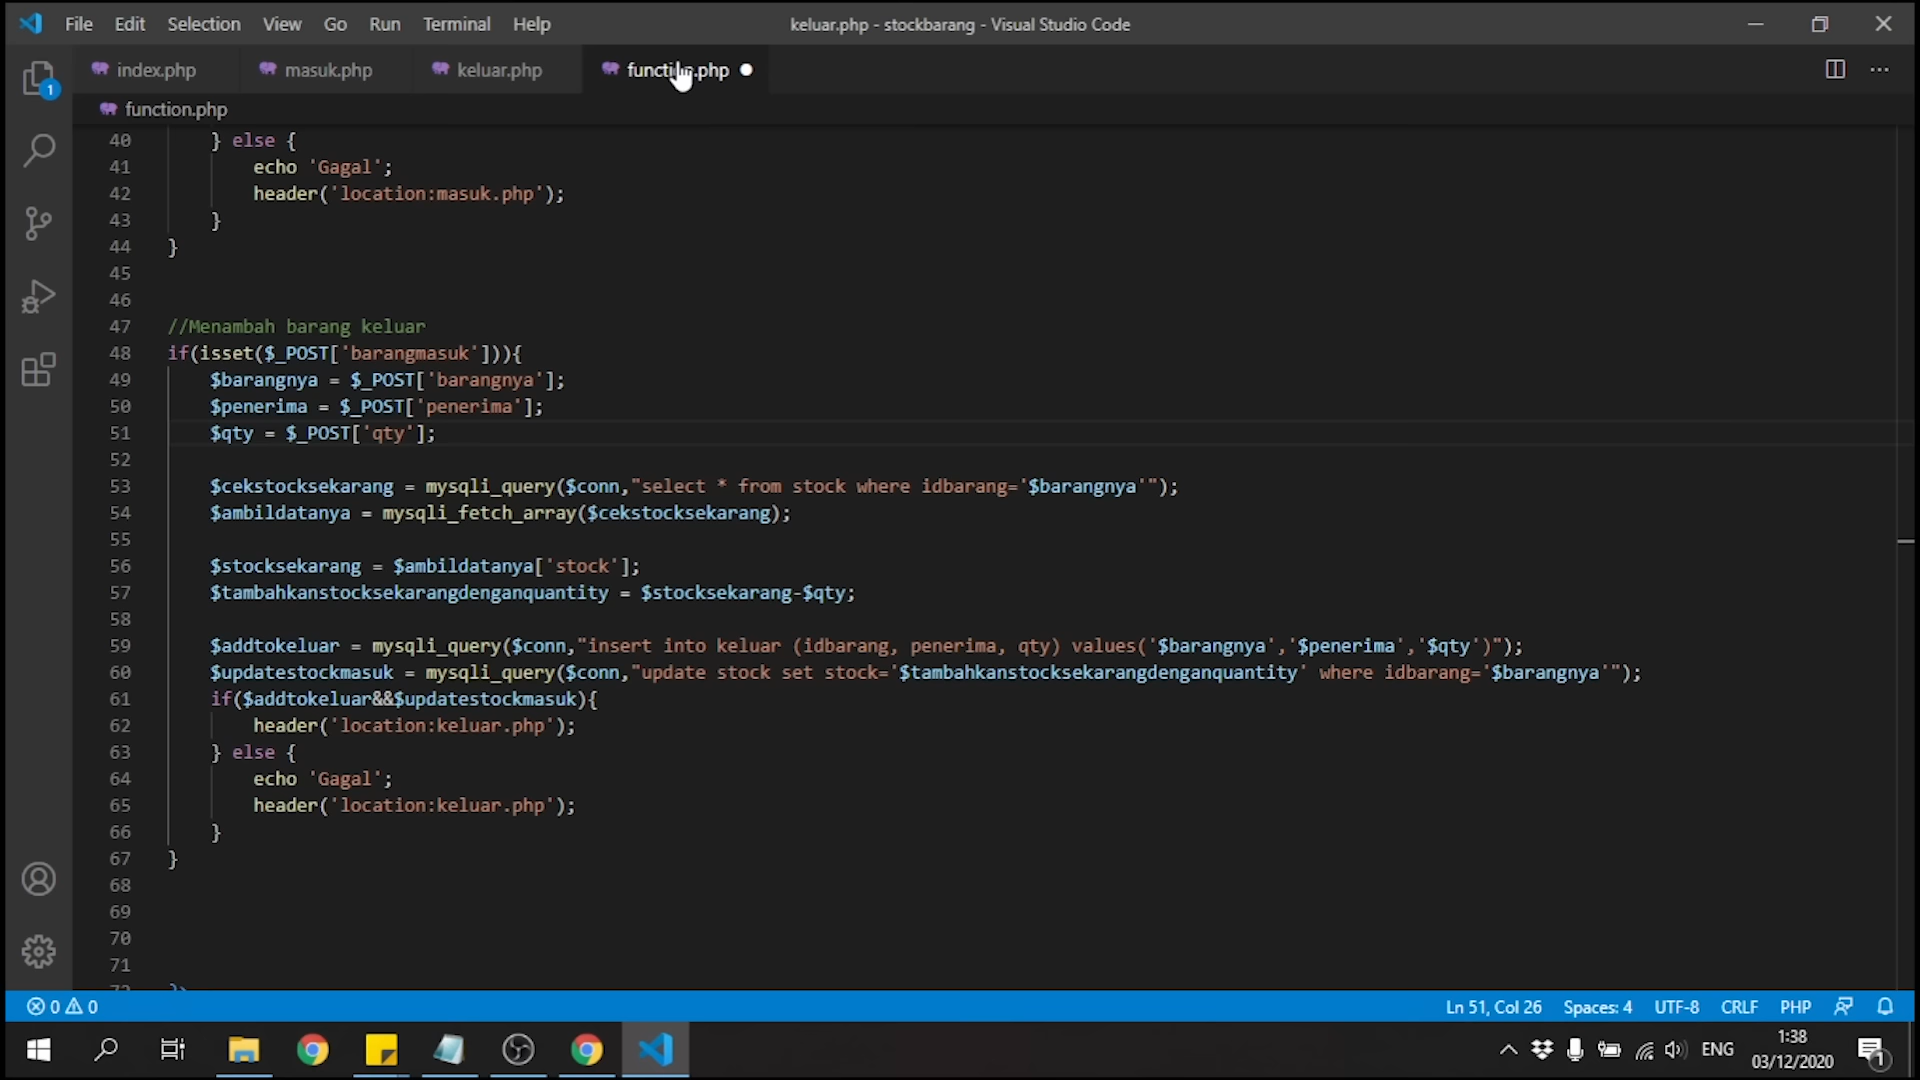 File Edit Selection View Go Run Terminal Help keluar.php - stockbarang - Visual Studio Code
1
index.php masuk.php keluar.php function.php
function.php
40 } else {
41 echo 'Gagal';
42 header('location:masuk.php');
43 }
44 }
45
46
47 //Menambah barang keluar
48 if(isset($_POST['barangmasuk'])){
49 $barangnya = $_POST['barangnya'];
50 $penerima = $_POST['penerima'];
51 $qty = $_POST['qty'];
52
53 $cekstocksekarang = mysqli_query($conn,"select * from stock where idbarang='$barangnya'");
54 $ambildatanya = mysqli_fetch_array($cekstocksekarang);
55
56 $stocksekarang = $ambildatanya['stock'];
57 $tambahkanstocksekarangdenganquantity = $stocksekarang-$qty;
58
59 $addtokeluar = mysqli_query($conn,"insert into keluar (idbarang, penerima, qty) values('$barangnya','$penerima','$qty')");
60 $updatestockmasuk = mysqli_query($conn,"update stock set stock='$tambahkanstocksekarangdenganquantity' where idbarang='$barangnya'");
61 if($addtokeluar&&$updatestockmasuk){
62 header('location:keluar.php');
63 } else {
64 echo 'Gagal';
65 header('location:keluar.php');
66 }
67 }
68
69
70
71
72 ?>
0 0 Ln 51, Col 26 Spaces: 4 UTF-8 CRLF PHP
ENG 1:38
03/12/2020 1